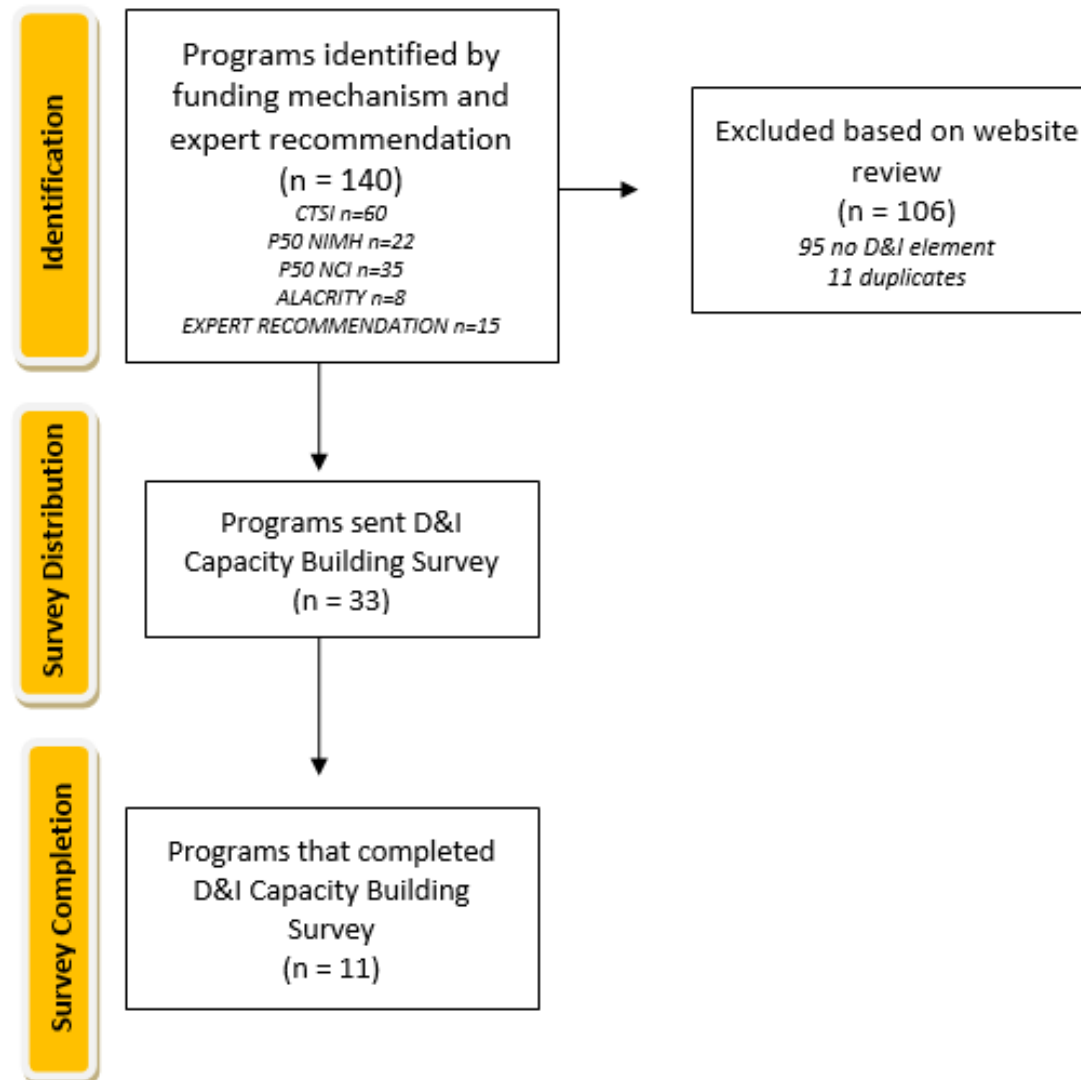 Identification
Programs identified by
funding mechanism and
expert recommendation
(n = 140)
CTSI n=60
P50 NIMH n=22
P50 NCI n=35
ALACRITY n=8
EXPERT RECOMMENDATION n=15
Excluded based on website
review
(n = 106)
95 no D&I element
11 duplicates
Survey Distribution
Programs sent D&I
Capacity Building Survey
(n = 33)
Survey Completion
Programs that completed
D&I Capacity Building
Survey
(n = 11)